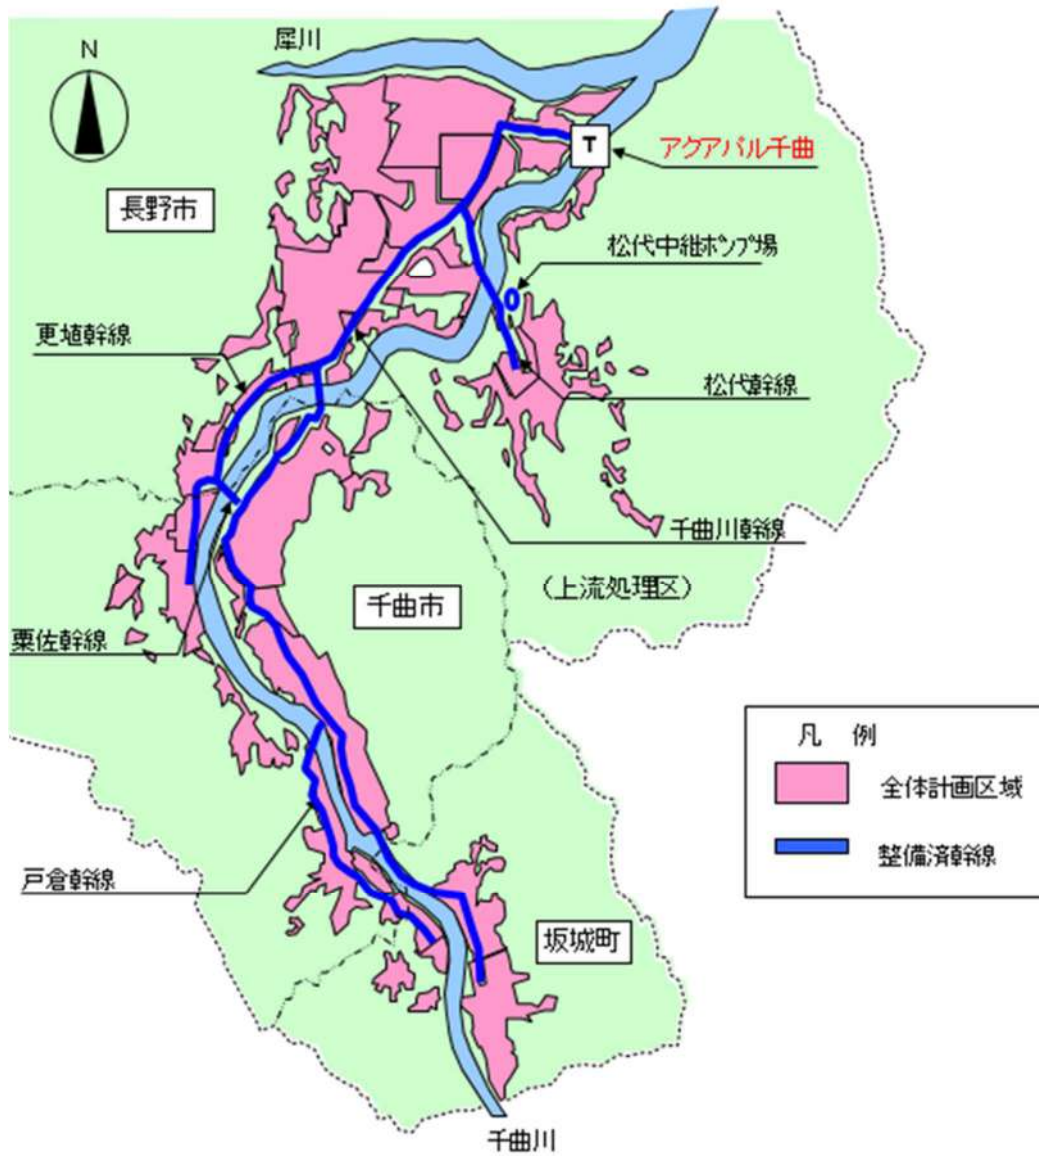 犀川
N
T
アクアパル千曲
長野市
松代中継ポンプ場
更埴幹線
松代幹線
千曲川幹線
(上流処理区)
千曲市
粟佐幹線
凡 例
全体計画区域
整備済幹線
戸倉幹線
坂城町
千曲川